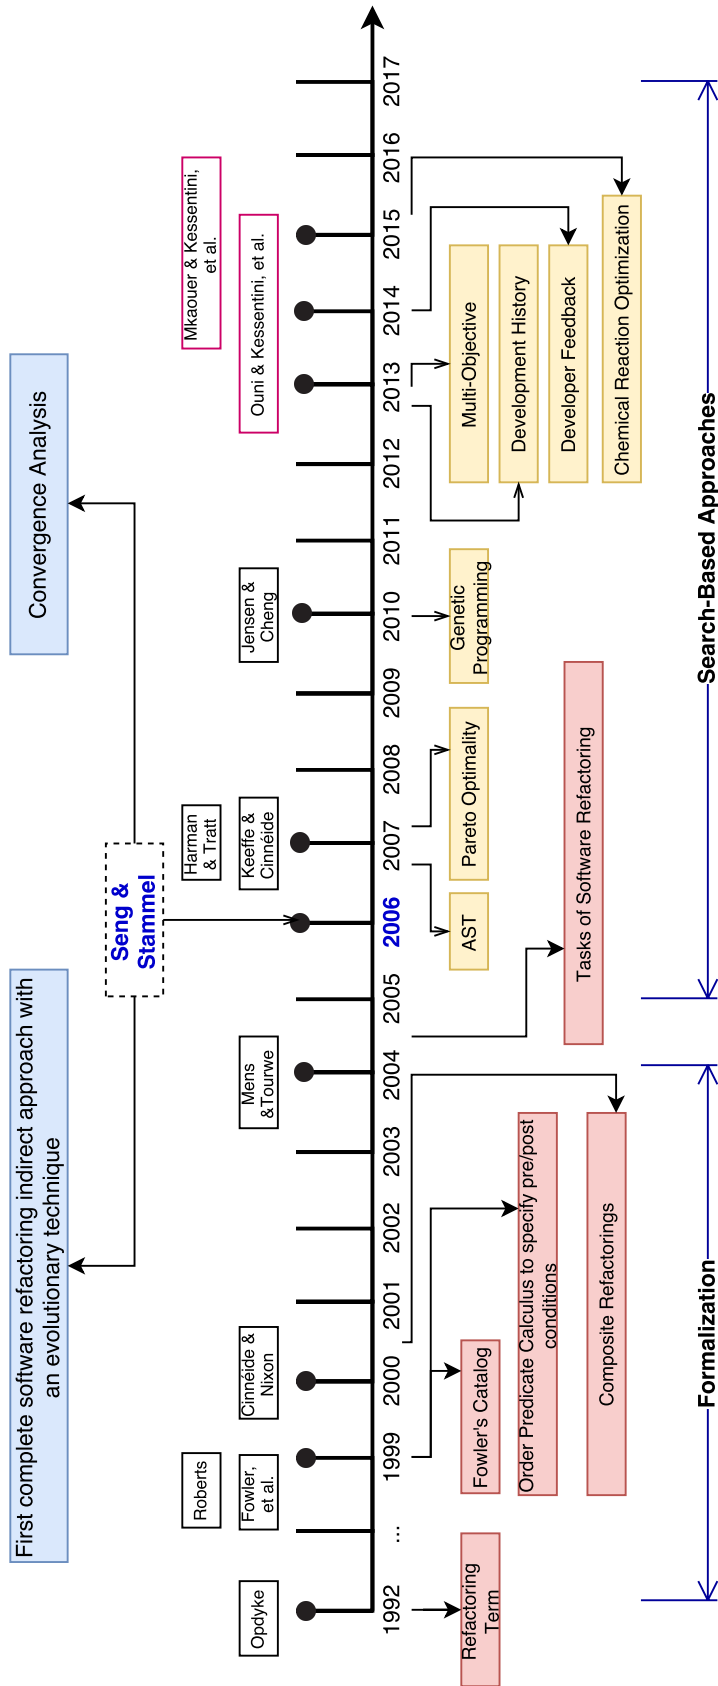 First complete software refactoring indirect approach with
an evolutionary technique
Convergence Analysis
Seng &
Stammel
Opdyke
Roberts
Fowler,
et al.
Cinnéide &
Nixon
Mens
&Tourwe
Harman
& Tratt
Keeffe &
Cinnéide
Jensen &
Cheng
Mkaouer & Kessentini,
et al.
Ouni & Kessentini, et al.
1992
...
1999
2000
2001
2002
2003
2004
2005
2006
2007
2008
2009
2010
2011
2012
2013
2014
2015
2016
2017
Refactoring
Term
Fowler's Catalog
Order Predicate Calculus to specify pre/post
conditions
Composite Refactorings
Tasks of Software Refactoring
AST
Pareto Optimality
Genetic
Programming
Multi-Objective
Development History
Developer Feedback
Chemical Reaction Optimization
Formalization
Search-Based Approaches